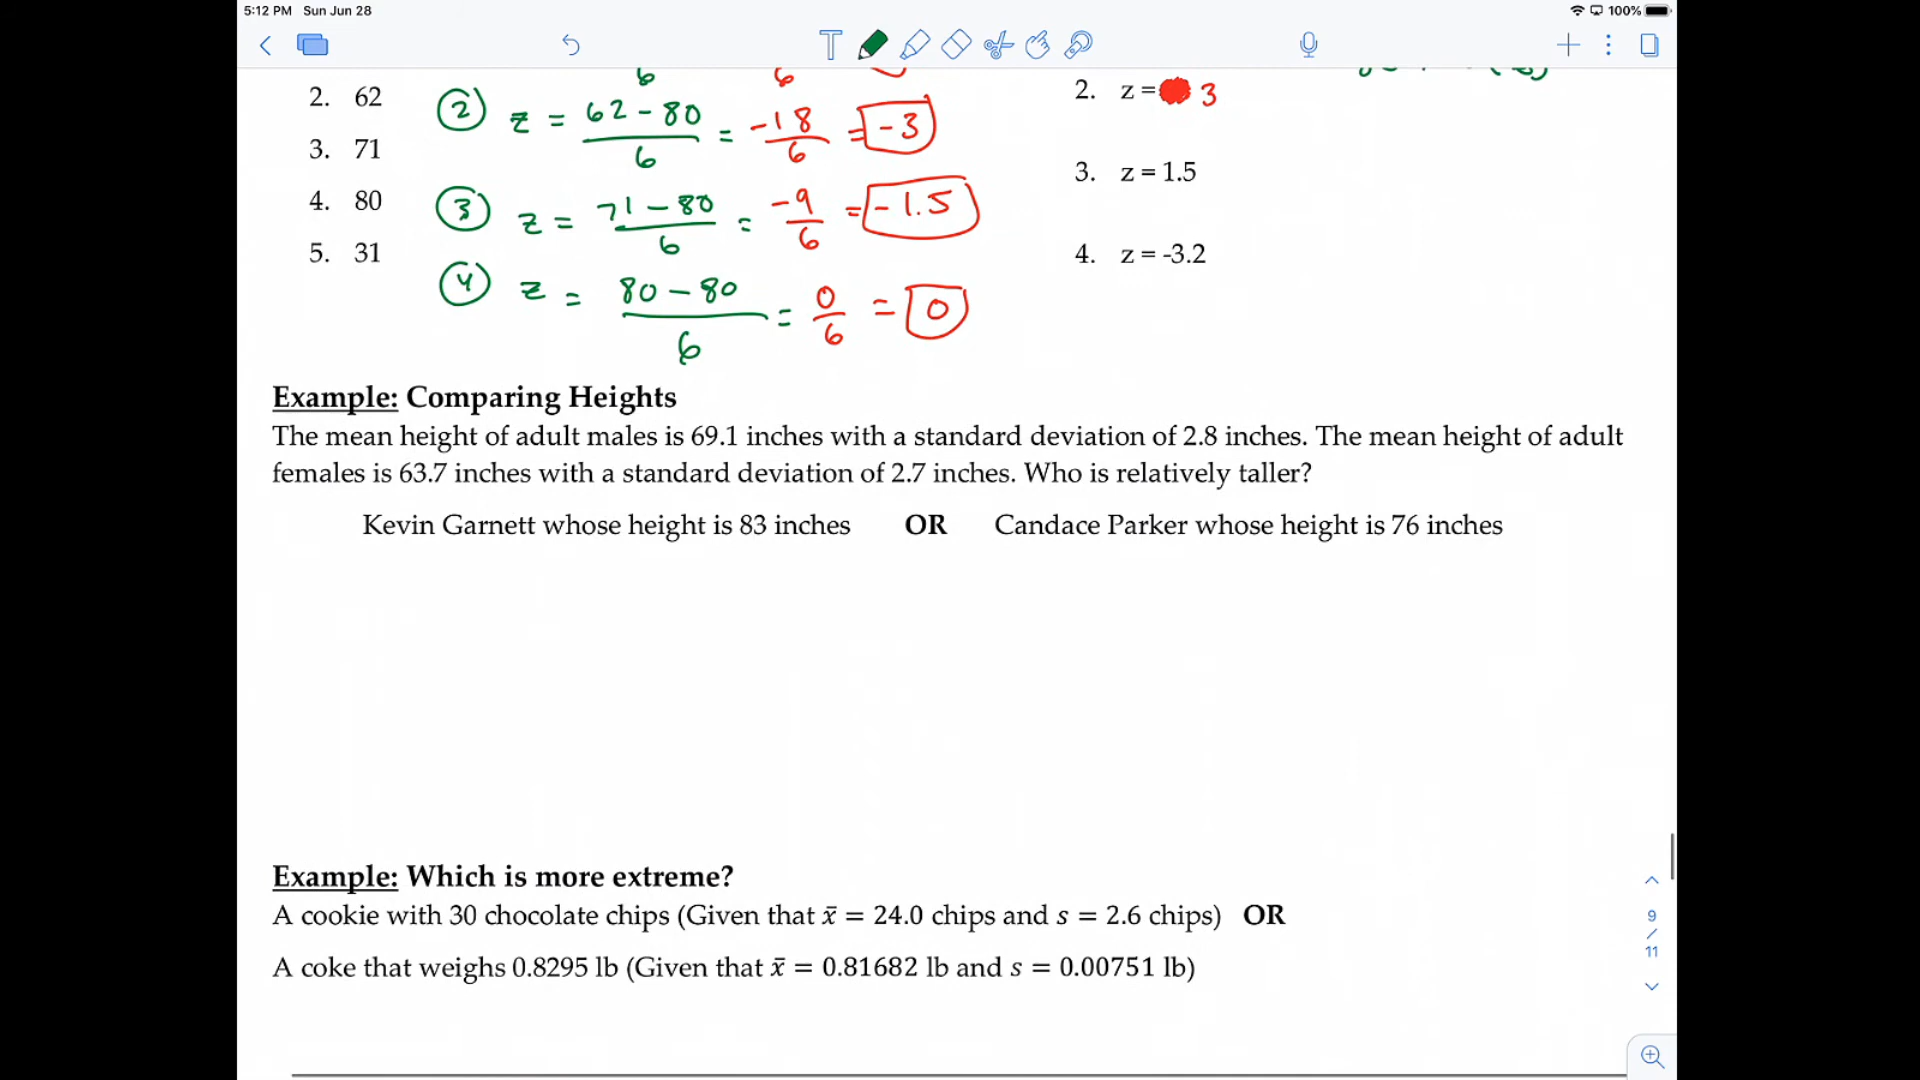 5:12 PM Sun Jun 28
100%
6
6
2. 62
② z = 62 - 80 / 6 = -18 / 6 = -3
3. 71
③ z = 71 - 80 / 6 = -9 / 6 = -1.5
4. 80
5. 31
④ z = 80 - 80 / 6 = 0 / 6 = 0
2. z = 3
3. z = 1.5
4. z = -3.2
Example: Comparing Heights
The mean height of adult males is 69.1 inches with a standard deviation of 2.8 inches. The mean height of adult
females is 63.7 inches with a standard deviation of 2.7 inches. Who is relatively taller?
Kevin Garnett whose height is 83 inches OR Candace Parker whose height is 76 inches
Example: Which is more extreme?
A cookie with 30 chocolate chips (Given that x̄ = 24.0 chips and s = 2.6 chips) OR
A coke that weighs 0.8295 lb (Given that x̄ = 0.81682 lb and s = 0.00751 lb)
9
/
11